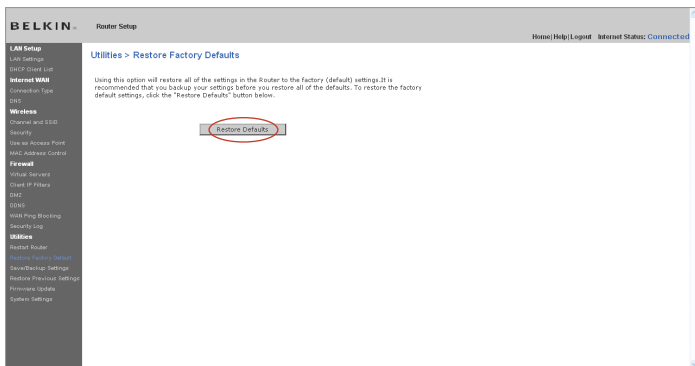 BELKIN
Router Setup
Home|Help|Logout Internet Status: Connected
LAN Setup
LAN Settings
DHCP Client List
Internet WAN
Connection Type
DNS
Wireless
Channel and SSID
Security
Use as Access Point
MAC Address Control
Firewall
Virtual Servers
Client IP Filters
DMZ
DDNS
WAN Ping Blocking
Security Log
Utilities
Restart Router
Restore Factory Default
Save/Backup Settings
Restore Previous Settings
Firmware Update
System Settings
Utilities > Restore Factory Defaults
Using this option will restore all of the settings in the Router to the factory (default) settings.It is
recommended that you backup your settings before you restore all of the defaults. To restore the factory
default settings, click the "Restore Defaults" button below.
Restore Defaults